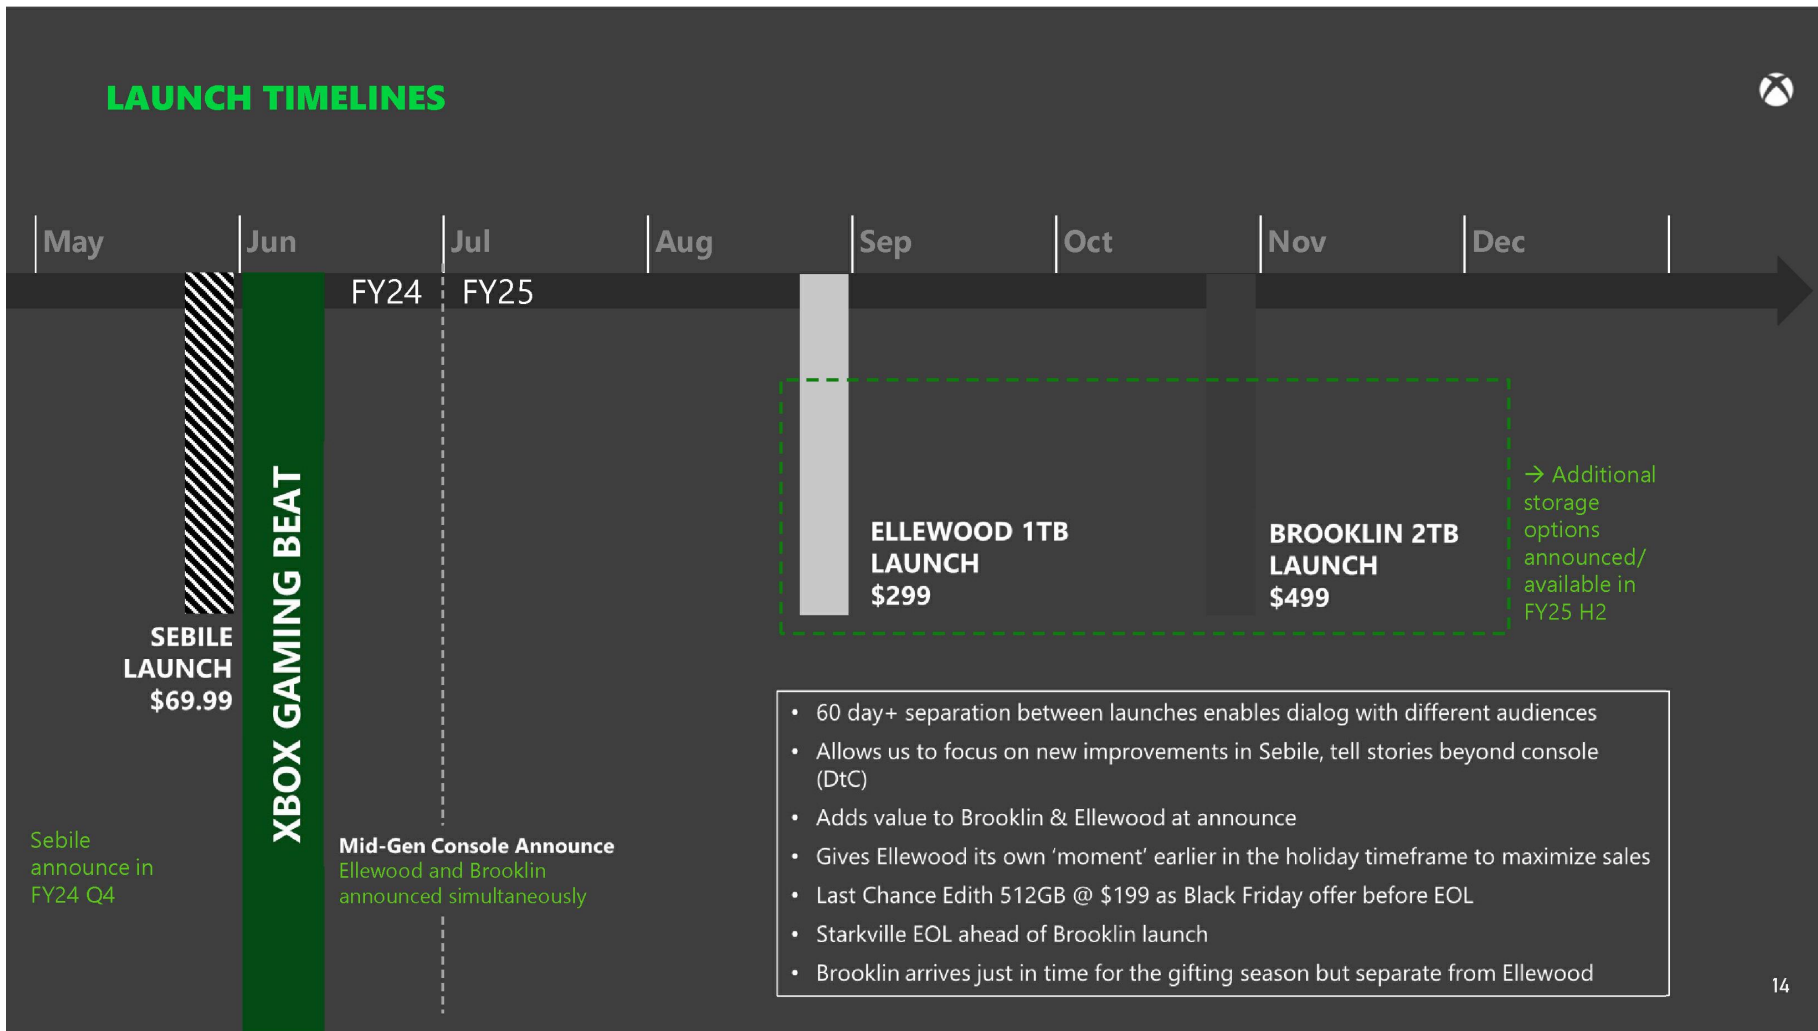 LAUNCH TIMELINES
May
Jun
Jul
Aug
Sep
Oct
Nov
Dec
FY24
FY25
SEBILE
LAUNCH
$69.99
XBOX GAMING BEAT
ELLEWOOD 1TB
LAUNCH
$299
BROOKLIN 2TB
LAUNCH
$499
→ Additional
storage
options
announced/
available in
FY25 H2
Sebile
announce in
FY24 Q4
Mid-Gen Console Announce
Ellewood and Brooklin
announced simultaneously
• 60 day+ separation between launches enables dialog with different audiences
• Allows us to focus on new improvements in Sebile, tell stories beyond console
(DtC)
• Adds value to Brooklin & Ellewood at announce
• Gives Ellewood its own ‘moment’ earlier in the holiday timeframe to maximize sales
• Last Chance Edith 512GB @ $199 as Black Friday offer before EOL
• Starkville EOL ahead of Brooklin launch
• Brooklin arrives just in time for the gifting season but separate from Ellewood
14